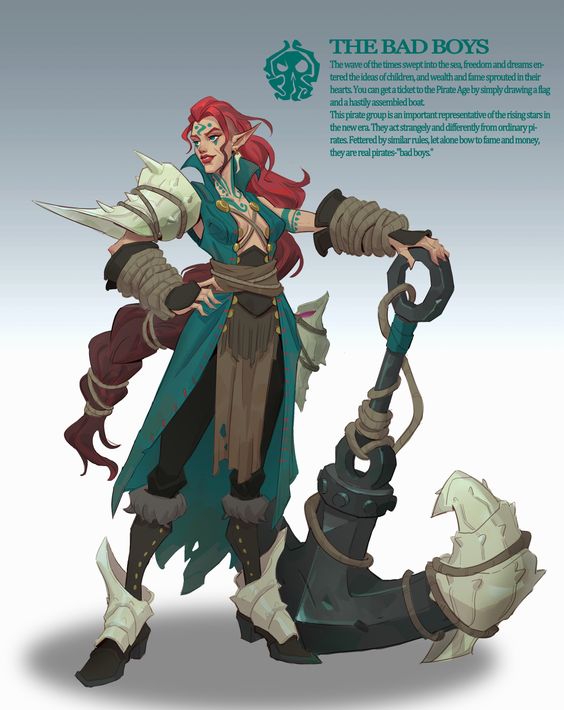 THE BAD BOYS
The wave of the times swept into the sea, freedom and dreams en-
tered the ideas of children, and wealth and fame sprouted in their
hearts. You can get a ticket to the Pirate Age by simply drawing a flag
and a hastily assembled boat.
This pirate group is an important representative of the rising stars in
the new era. They act strangely and differently from ordinary pi-
rates. Fettered by similar rules, let alone bow to fame and money,
they are real pirates-"bad boys."